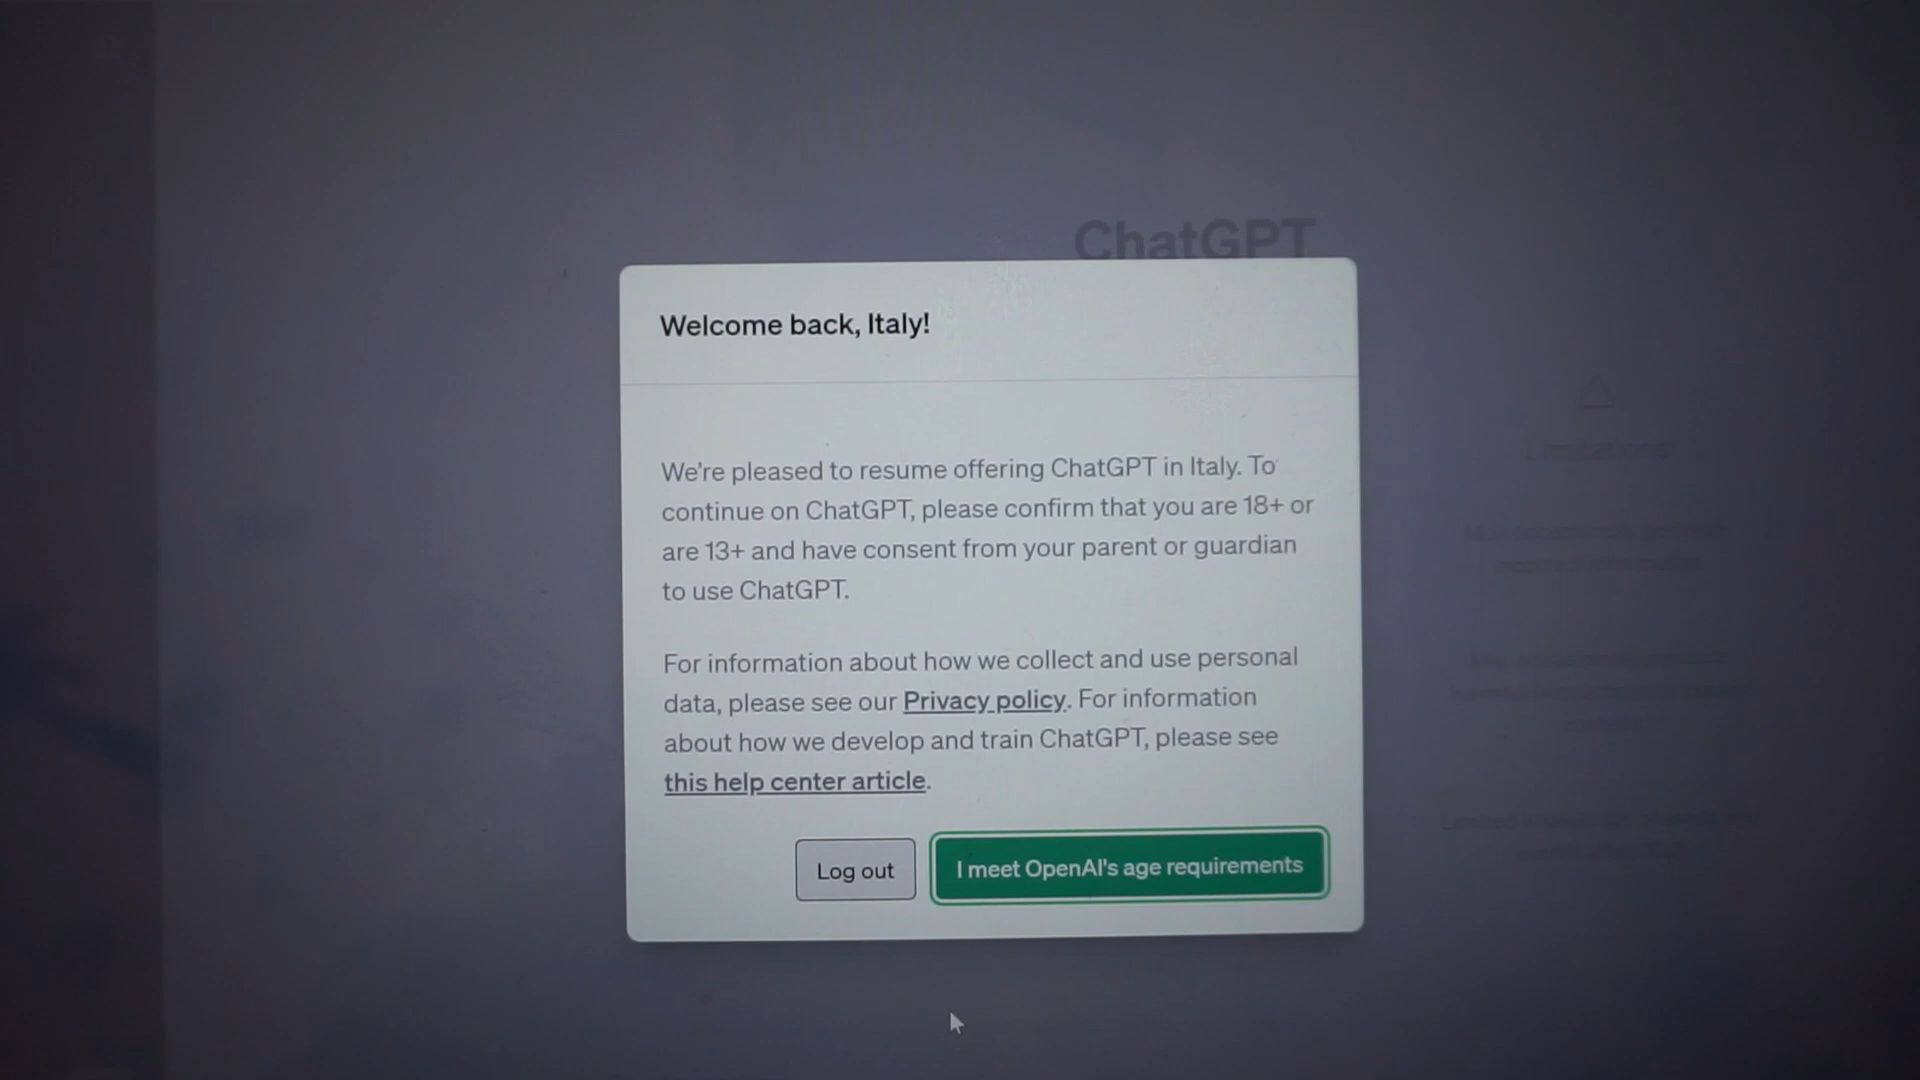 ChatGPT
Welcome back, Italy!
We're pleased to resume offering ChatGPT in Italy. To
continue on ChatGPT, please confirm that you are 18+ or
are 13+ and have consent from your parent or guardian
to use ChatGPT.
For information about how we collect and use personal
data, please see our Privacy policy. For information
about how we develop and train ChatGPT, please see
this help center article.
Log out
I meet OpenAI's age requirements
Limitations